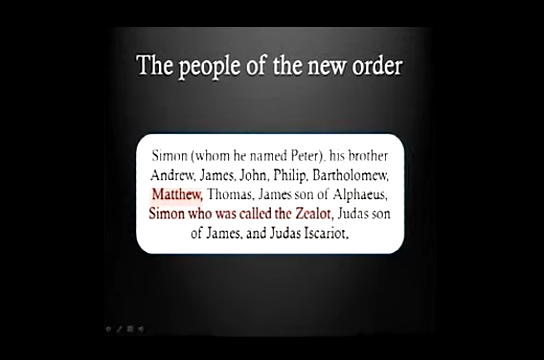 The people of the new order
Simon (whom he named Peter), his brother
Andrew, James, John, Philip, Bartholomew,
Matthew, Thomas, James son of Alphaeus,
Simon who was called the Zealot, Judas son
of James, and Judas Iscariot.